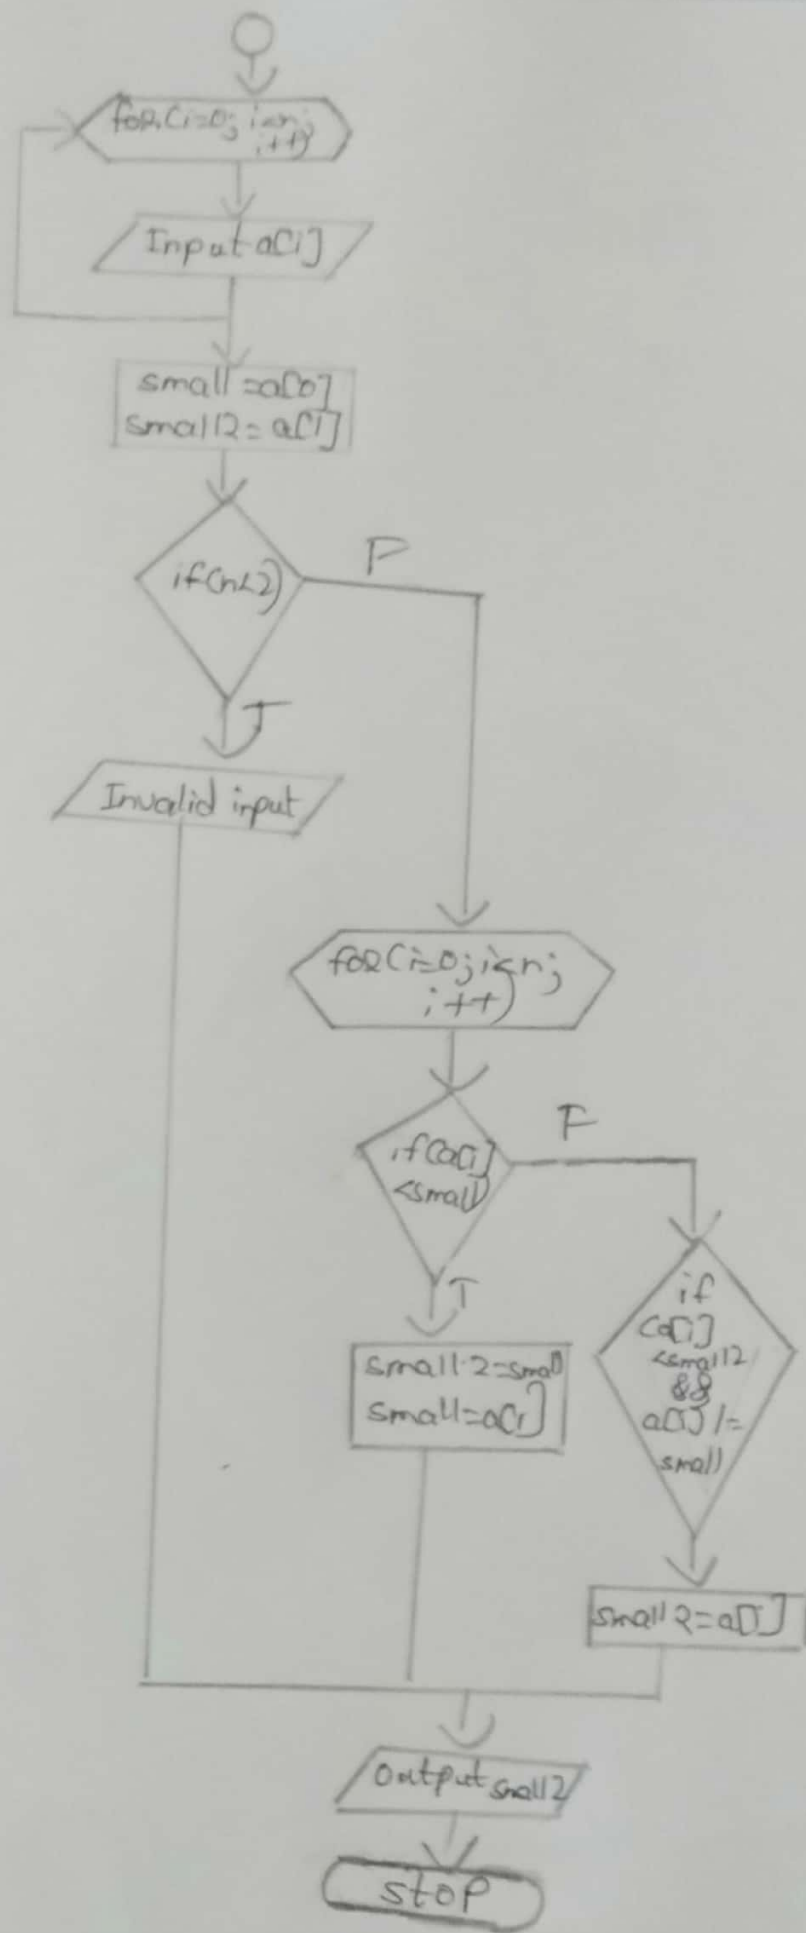 for(i=0; i<n;
i++)
Input a[i]
small = a[0]
small2 = a[1]
if(n<2)
F
T
Invalid input
for(i=0; i<n;
i++)
if(a[i]
<small)
F
T
small2=small
small=a[i]
if
(a[i]
<small2
&&
a[i] !=
small
small2=a[i]
output small2
stop